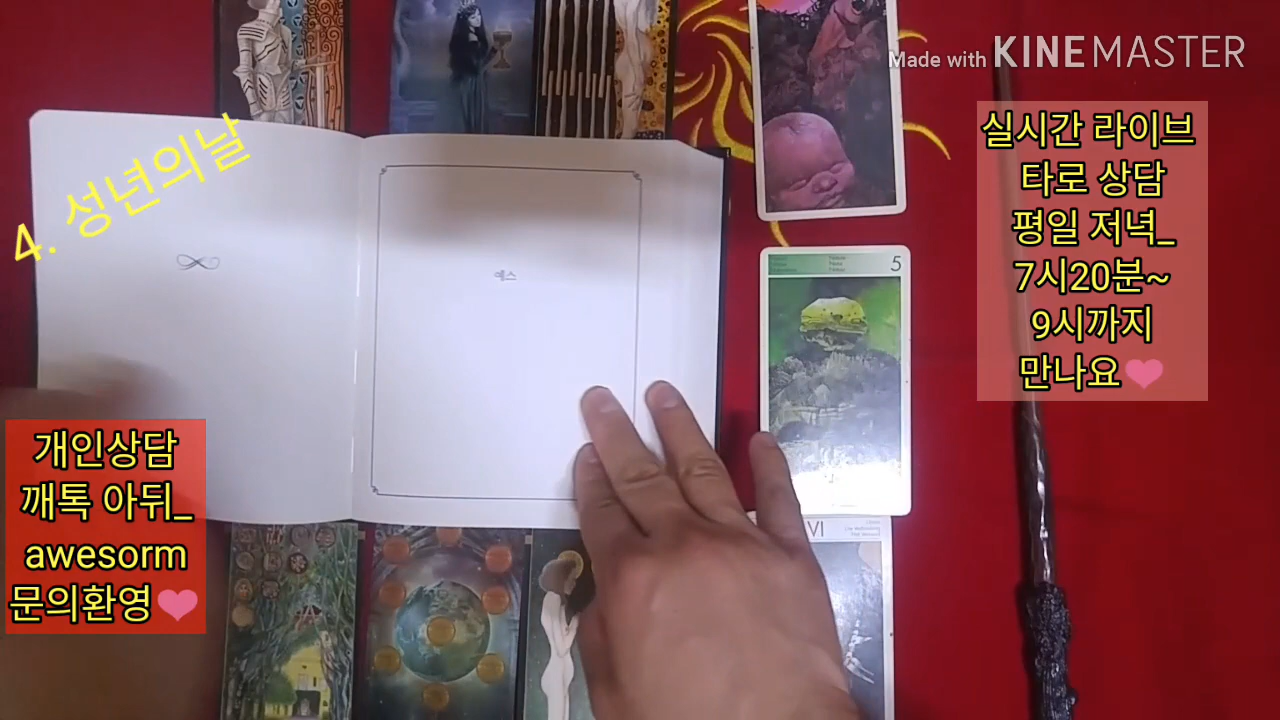 Made with KINEMASTER
4. 성년의날
예스
실시간 라이브
타로 상담
평일 저녁_
7시20분~
9시까지
만나요
5
개인상담
깨톡 아뒤_
awesorm
문의환영
VI